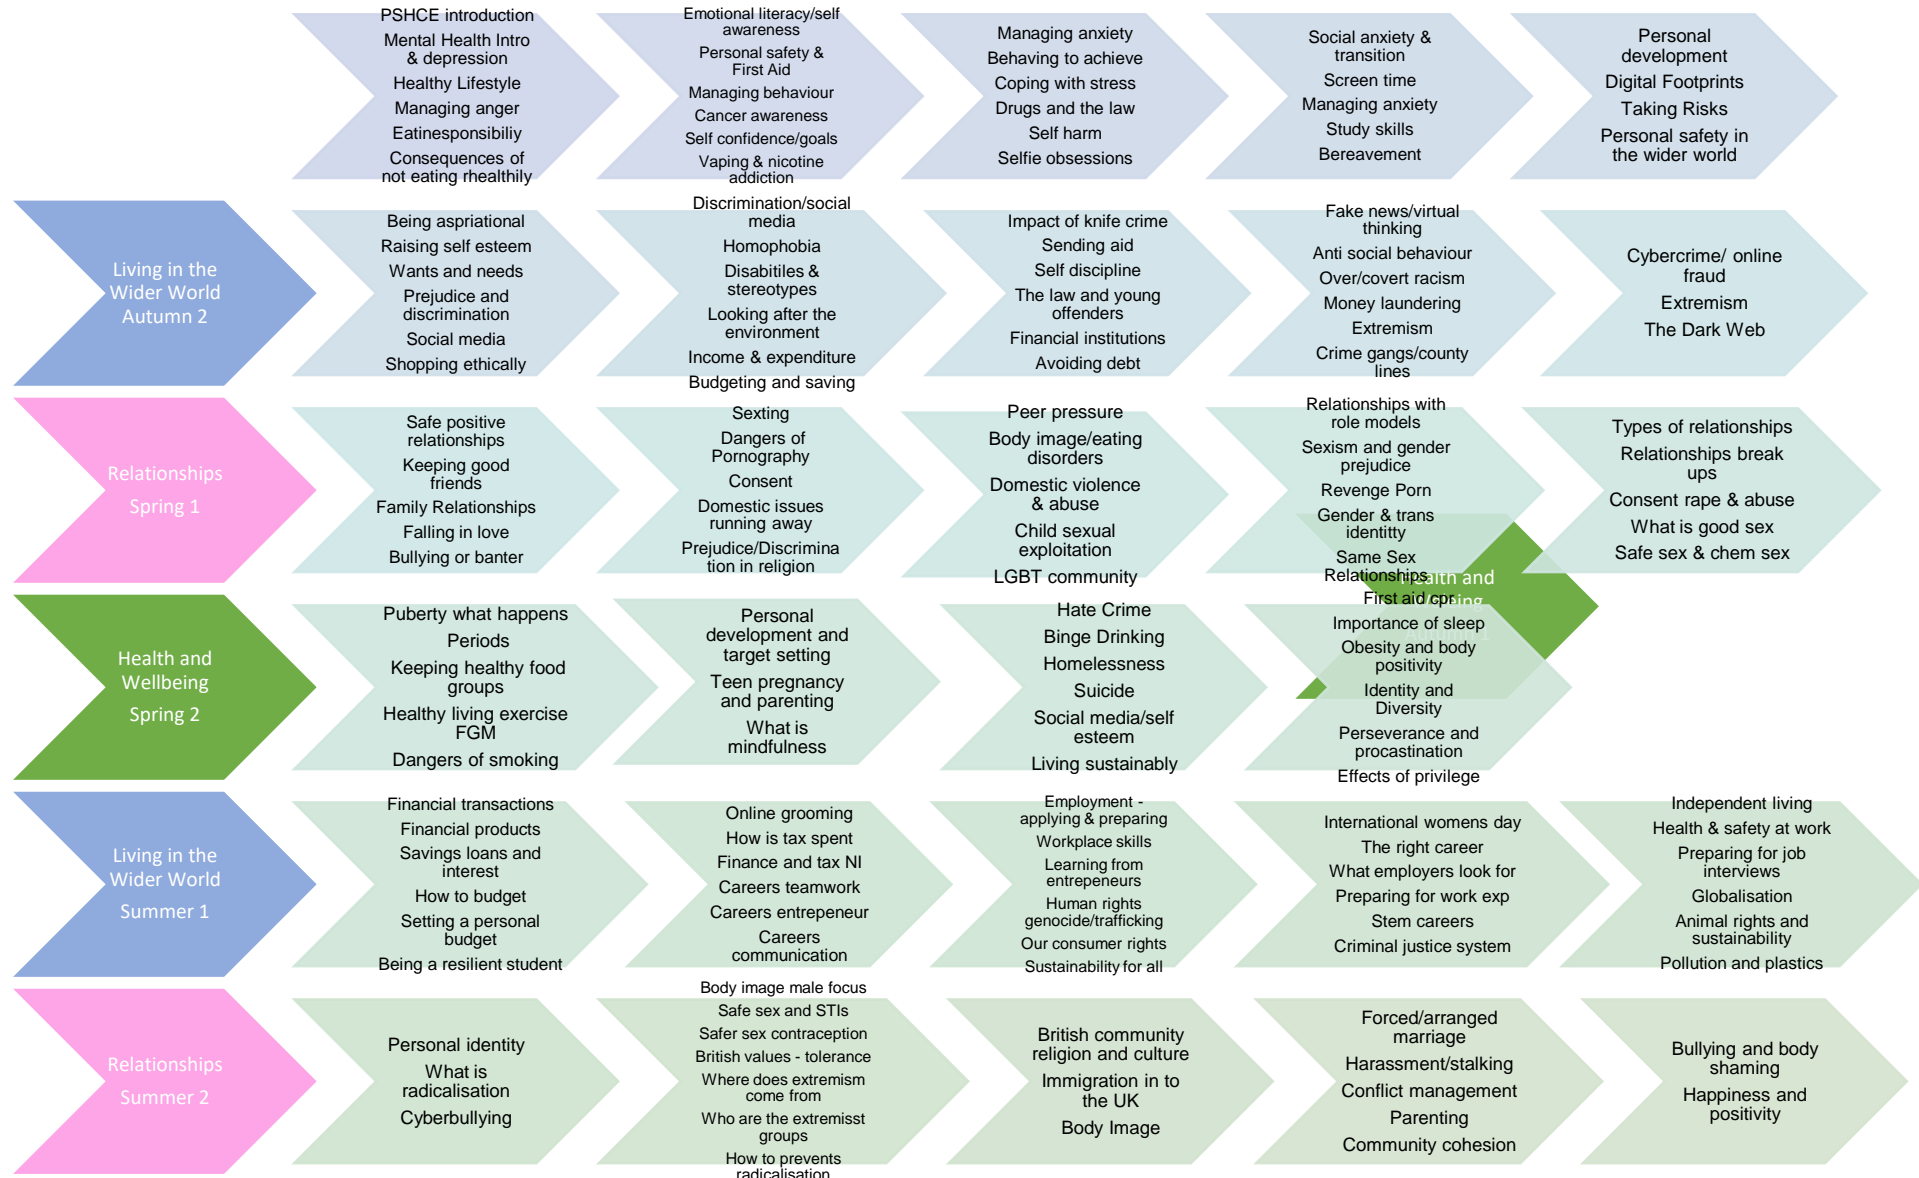 PSHCE introduction
Mental Health Intro
& depression
Healthy Lifestyle
Managing anger
Eatinesponsibiliy
Consequences of
not eating rhealthily
Emotional literacy/self
awareness
Personal safety &
First Aid
Managing behaviour
Cancer awareness
Self confidence/goals
Vaping & nicotine
addiction
Managing anxiety
Behaving to achieve
Coping with stress
Drugs and the law
Self harm
Selfie obsessions
Social anxiety &
transition
Screen time
Managing anxiety
Study skills
Bereavement
Personal
development
Digital Footprints
Taking Risks
Personal safety in
the wider world
Living in the
Wider World
Autumn 2
Being aspriational
Raising self esteem
Wants and needs
Prejudice and
discrimination
Social media
Shopping ethically
Discrimination/social
media
Homophobia
Disabitiles &
stereotypes
Looking after the
environment
Income & expenditure
Budgeting and saving
Impact of knife crime
Sending aid
Self discipline
The law and young
offenders
Financial institutions
Avoiding debt
Fake news/virtual
thinking
Anti social behaviour
Over/covert racism
Money laundering
Extremism
Crime gangs/county
lines
Cybercrime/ online
fraud
Extremism
The Dark Web
Relationships
Spring 1
Safe positive
relationships
Keeping good
friends
Family Relationships
Falling in love
Bullying or banter
Sexting
Dangers of
Pornography
Consent
Domestic issues
running away
Prejudice/Discrimina
tion in religion
Peer pressure
Body image/eating
disorders
Domestic violence
& abuse
Child sexual
exploitation
LGBT community
Relationships with
role models
Sexism and gender
prejudice
Revenge Porn
Gender & trans
identitty
Same Sex
Relationships
Types of relationships
Relationships break
ups
Consent rape & abuse
What is good sex
Safe sex & chem sex
Health and
Wellbeing
Autumn 1
Health and
Wellbeing
Spring 2
Puberty what happens
Periods
Keeping healthy food
groups
Healthy living exercise
FGM
Dangers of smoking
Personal
development and
target setting
Teen pregnancy
and parenting
What is
mindfulness
Hate Crime
Binge Drinking
Homelessness
Suicide
Social media/self
esteem
Living sustainably
First aid cpr
Importance of sleep
Obesity and body
positivity
Identity and
Diversity
Perseverance and
procastination
Effects of privilege
Living in the
Wider World
Summer 1
Financial transactions
Financial products
Savings loans and
interest
How to budget
Setting a personal
budget
Being a resilient student
Online grooming
How is tax spent
Finance and tax NI
Careers teamwork
Careers entrepeneur
Careers
communication
Employment -
applying & preparing
Workplace skills
Learning from
entrepeneurs
Human rights
genocide/trafficking
Our consumer rights
Sustainability for all
International womens day
The right career
What employers look for
Preparing for work exp
Stem careers
Criminal justice system
Independent living
Health & safety at work
Preparing for job
interviews
Globalisation
Animal rights and
sustainability
Pollution and plastics
Relationships
Summer 2
Personal identity
What is
radicalisation
Cyberbullying
Body image male focus
Safe sex and STIs
Safer sex contraception
British values - tolerance
Where does extremism
come from
Who are the extremisst
groups
How to prevents
radicalisation
British community
religion and culture
Immigration in to
the UK
Body Image
Forced/arranged
marriage
Harassment/stalking
Conflict management
Parenting
Community cohesion
Bullying and body
shaming
Happiness and
positivity